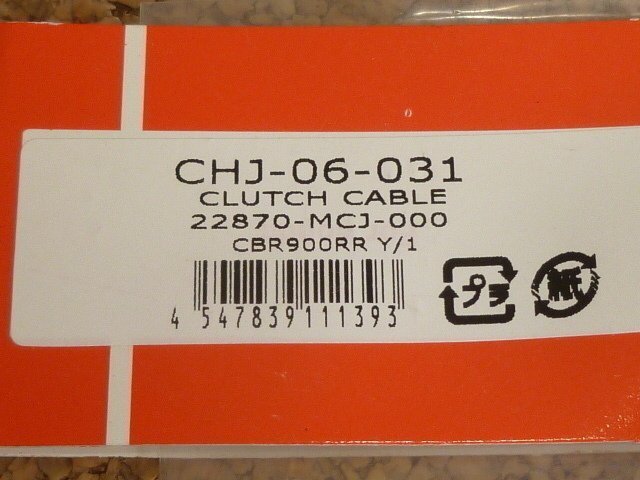 CHJ-06-031
CLUTCH CABLE
22870-MCJ-000
CBR900RR Y/1
プラ 紙
4 547839 111393